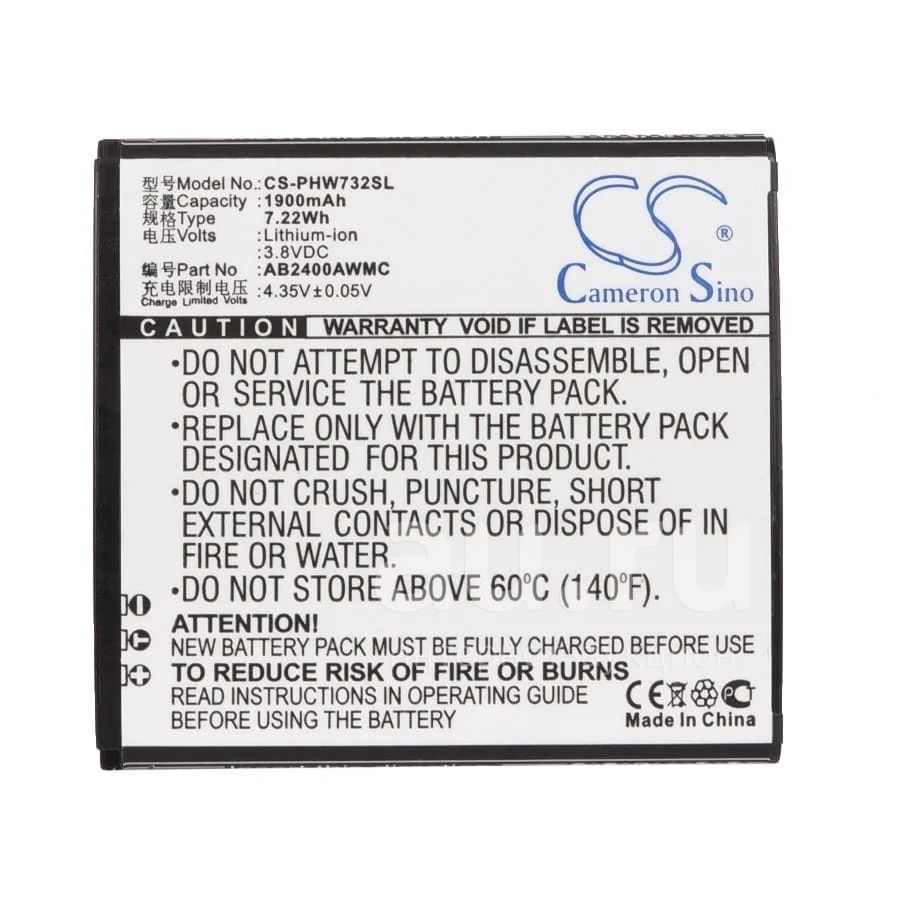 型号Model No.:CS-PHW732SL
容量Capacity :1900mAh
规格Type :7.22Wh
电压Volts :Lithium-ion
:3.8VDC
编号No. :AB2400AWMC
充电限制电压 :4.35V±0.05V
Charge Limited Volts
CS
®
Cameron Sino
CAUTION WARRANTY VOID IF LABEL IS REMOVED
•DO NOT ATTEMPT TO DISASSEMBLE, OPEN
OR SERVICE THE BATTERY PACK.
•REPLACE ONLY WITH THE BATTERY PACK
DESIGNATED FOR THIS PRODUCT.
•DO NOT CRUSH, PUNCTURE, SHORT
EXTERNAL CONTACTS OR DISPOSE OF IN
FIRE OR WATER.
•DO NOT STORE ABOVE 60°C (140°F).
ATTENTION!
NEW BATTERY PACK MUST BE FULLY CHARGED BEFORE USE
TO REDUCE RISK OF FIRE OR BURNS
READ INSTRUCTIONS IN OPERATING GUIDE
BEFORE USING THE BATTERY
CE
Made In China
au.ru